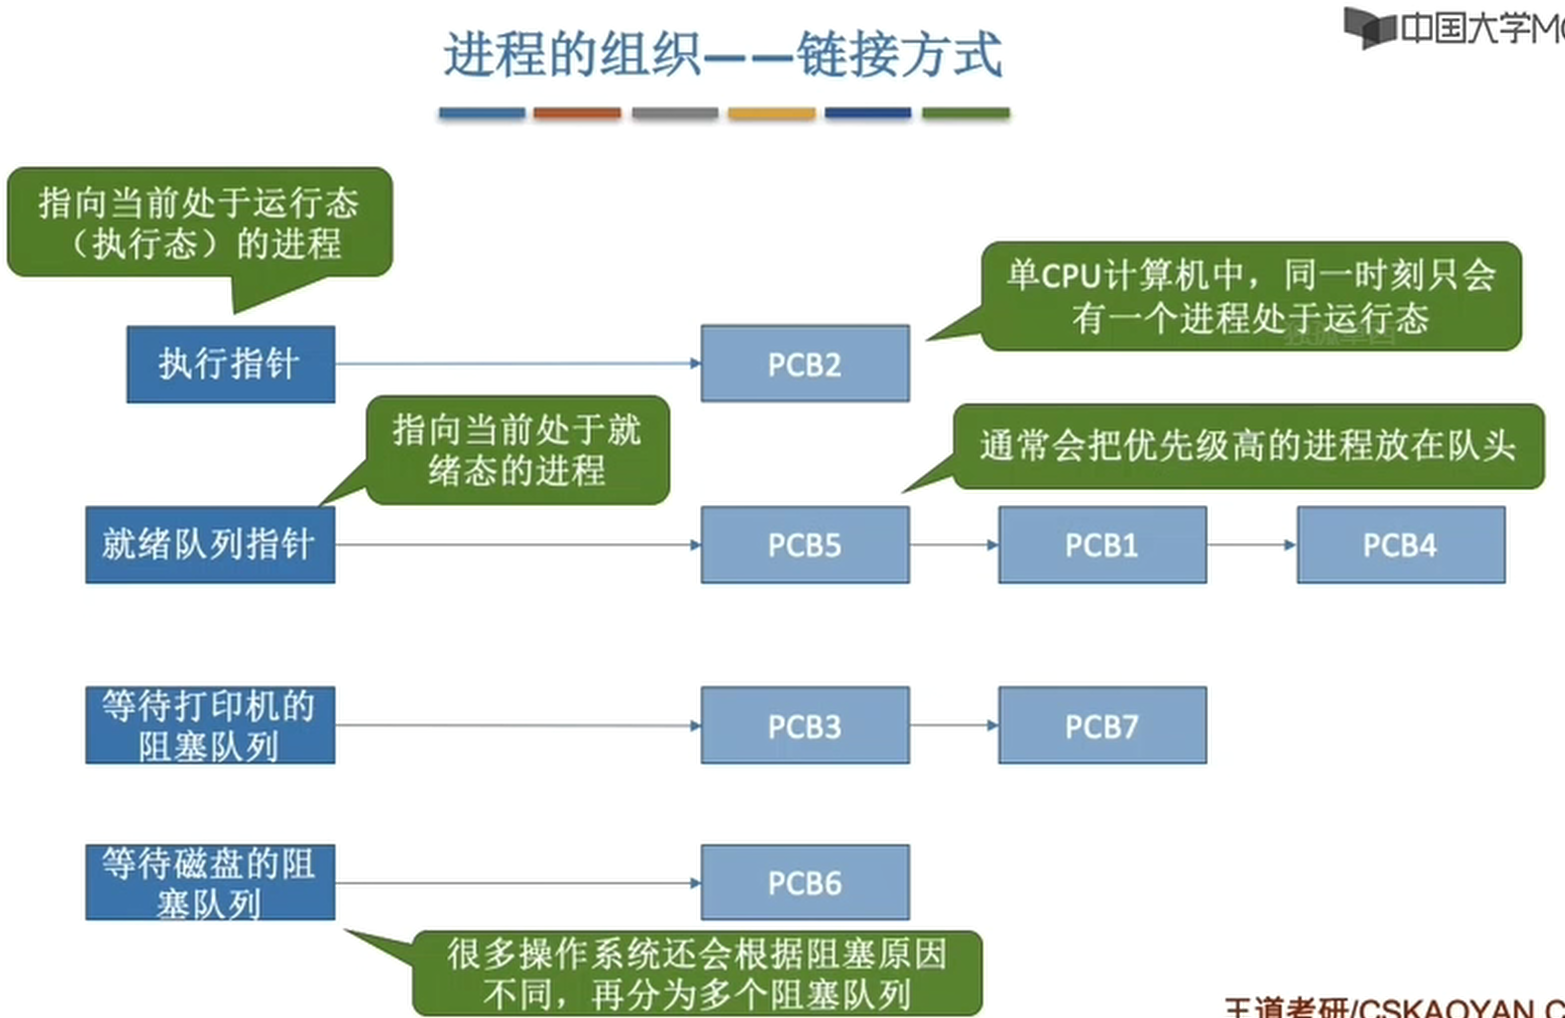 中国大学M
进程的组织——链接方式
指向当前处于运行态
（执行态）的进程
单CPU计算机中，同一时刻只会
有一个进程处于运行态
执行指针
PCB2
指向当前处于就
绪态的进程
通常会把优先级高的进程放在队头
就绪队列指针
PCB5
PCB1
PCB4
等待打印机的
阻塞队列
PCB3
PCB7
等待磁盘的阻
塞队列
PCB6
很多操作系统还会根据阻塞原因
不同，再分为多个阻塞队列
王道考研/CSKAOYAN.C